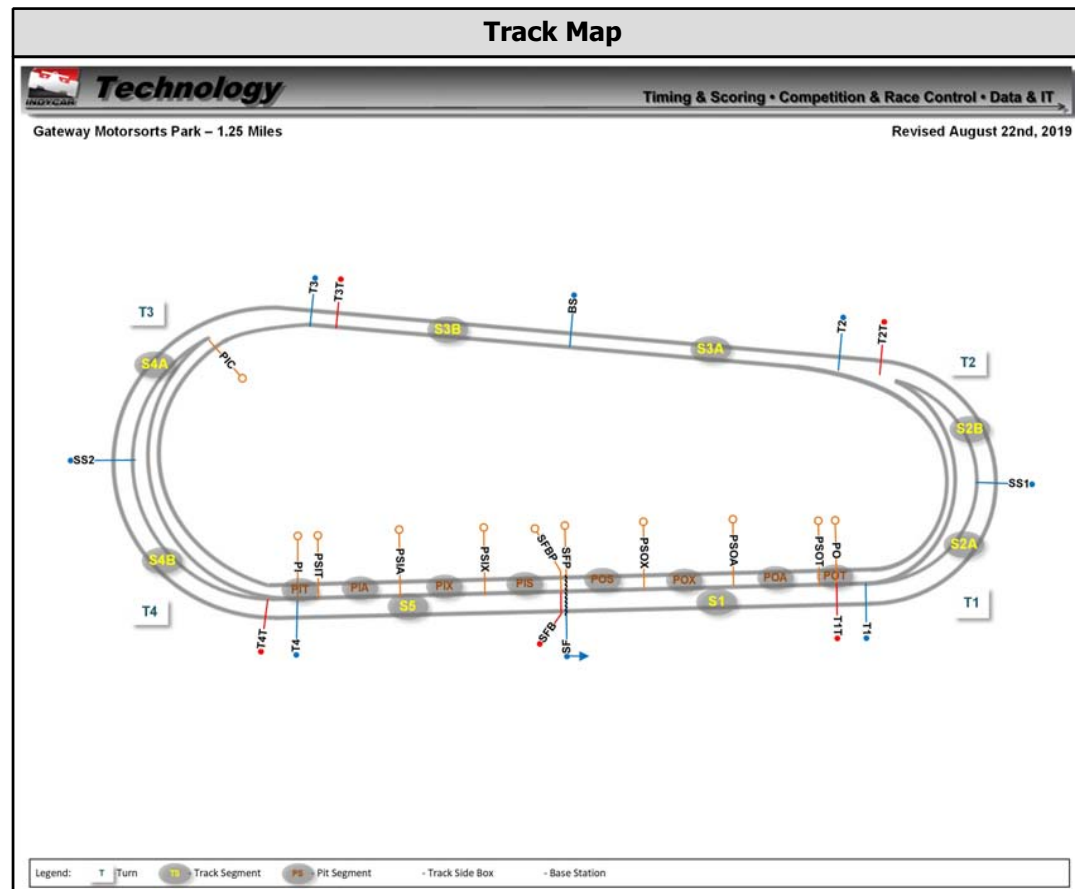 Track Map
INDYCAR
Technology
Timing & Scoring • Competition & Race Control • Data & IT
Gateway Motorsorts Park – 1.25 Miles
Revised August 22nd, 2019
T3
T3T
BS
T2
T2T
T3
S3B
S3A
T2
S4A
PIC
S2B
SS2
SS1
S4B
S2A
PI
PSIT
PSIA
PSIX
SFBP
SFP
PSOX
PSOA
PSOT
PO
PIT
PIA
PIX
PIS
POS
POX
POA
POT
T4
S5
S1
T1
T4T
T4
SFB
SF
T1T
T1
Legend:
T
- Turn
TS
- Track Segment
PS
- Pit Segment
- Track Side Box
- Base Station